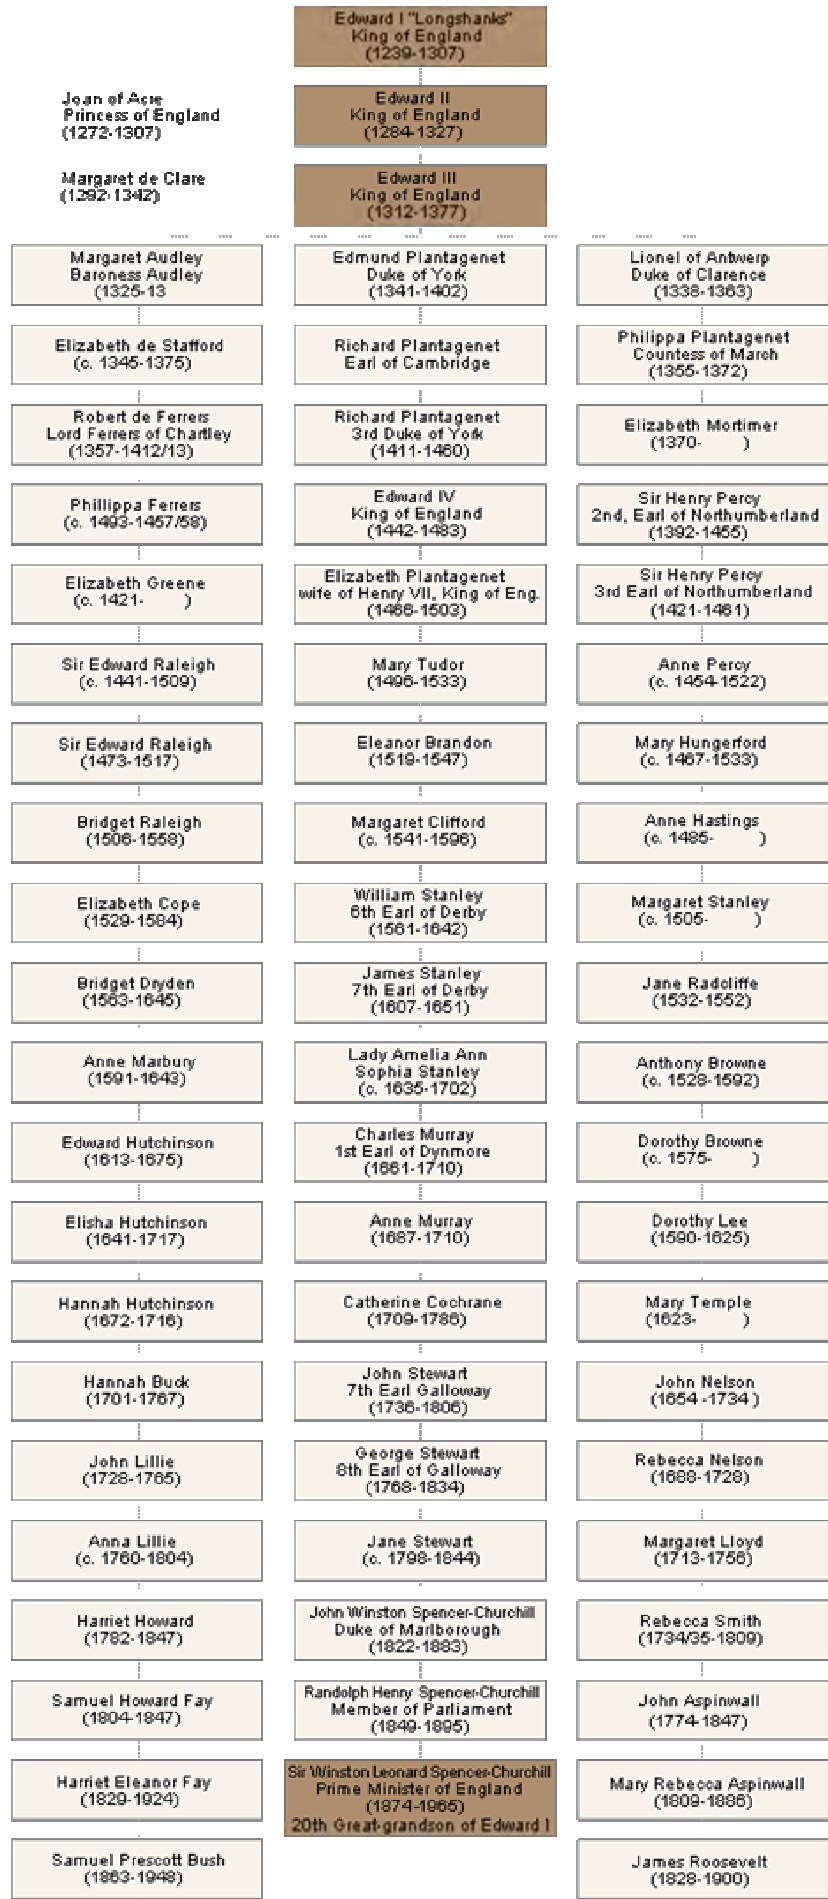 Edward I "Longshanks"
King of England
(1239-1307)
Joan of Acre
Princess of England
(1272-1307)
Edward II
King of England
(1284-1327)
Margaret de Clare
(1292-1342)
Edward III
King of England
(1312-1377)
Margaret Audley
Baroness Audley
(1325-13
Elizabeth de Stafford
(c. 1345-1375)
Robert de Ferrers
Lord Ferrers of Chartley
(1357-1412/13)
Phillippa Ferrers
(c. 1493-1457/58)
Elizabeth Greene
(c. 1421- )
Sir Edward Raleigh
(c. 1441-1509)
Sir Edward Raleigh
(1473-1517)
Bridget Raleigh
(1506-1558)
Elizabeth Cope
(1529-1584)
Bridget Dryden
(1563-1645)
Anne Marbury
(1591-1643)
Edward Hutchinson
(1613-1675)
Elisha Hutchinson
(1641-1717)
Hannah Hutchinson
(1672-1716)
Hannah Buck
(1701-1767)
John Lillie
(1728-1765)
Anna Lillie
(c. 1760-1804)
Harriet Howard
(1782-1847)
Samuel Howard Fay
(1804-1847)
Harriet Eleanor Fay
(1829-1924)
Samuel Prescott Bush
(1863-1948)
Edmund Plantagenet
Duke of York
(1341-1402)
Richard Plantagenet
Earl of Cambridge
Richard Plantagenet
3rd Duke of York
(1411-1460)
Edward IV
King of England
(1442-1483)
Elizabeth Plantagenet
wife of Henry VII, King of Eng.
(1466-1503)
Mary Tudor
(1496-1533)
Eleanor Brandon
(1519-1547)
Margaret Clifford
(c. 1541-1596)
William Stanley
6th Earl of Derby
(1561-1642)
James Stanley
7th Earl of Derby
(1607-1651)
Lady Amelia Ann
Sophia Stanley
(c. 1635-1702)
Charles Murray
1st Earl of Dynmore
(1661-1710)
Anne Murray
(1687-1710)
Catherine Cochrane
(1709-1786)
John Stewart
7th Earl Galloway
(1736-1806)
George Stewart
8th Earl of Galloway
(1768-1834)
Jane Stewart
(c. 1798-1844)
John Winston Spencer-Churchill
Duke of Marlborough
(1822-1883)
Randolph Henry Spencer-Churchill
Member of Parliament
(1849-1895)
Sir Winston Leonard Spencer-Churchill
Prime Minister of England
(1874-1965)
20th Great-grandson of Edward I
Lionel of Antwerp
Duke of Clarence
(1338-1363)
Philippa Plantagenet
Countess of March
(1355-1372)
Elizabeth Mortimer
(1370- )
Sir Henry Percy
2nd, Earl of Northumberland
(1392-1455)
Sir Henry Percy
3rd Earl of Northumberland
(1421-1461)
Anne Percy
(c. 1454-1522)
Mary Hungerford
(c. 1467-1533)
Anne Hastings
(c. 1485- )
Margaret Stanley
(c. 1505- )
Jane Radcliffe
(1532-1552)
Anthony Browne
(c. 1528-1592)
Dorothy Browne
(c. 1575- )
Dorothy Lee
(1590-1625)
Mary Temple
(1623- )
John Nelson
(1654-1734)
Rebecca Nelson
(1688-1728)
Margaret Lloyd
(1713-1756)
Rebecca Smith
(1734/35-1809)
John Aspinwall
(1774-1847)
Mary Rebecca Aspinwall
(1809-1886)
James Roosevelt
(1828-1900)